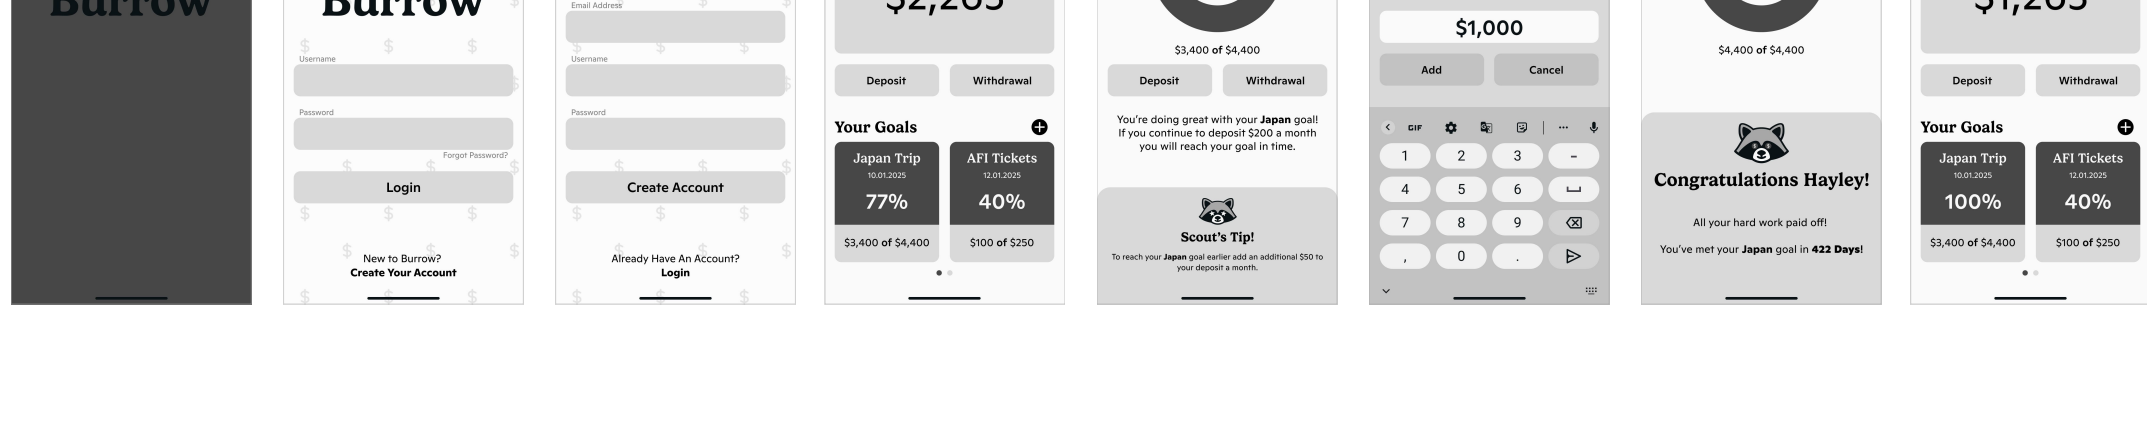 Burrow
Burrow
$
$
$
Username
Password
Forgot Password?
Login
New to Burrow?
Create Your Account
Email Address
Username
Password
Create Account
Already Have An Account?
Login
$2,265
Deposit
Withdrawal
Your Goals
Japan Trip
10.01.2025
77%
$3,400 of $4,400
AFI Tickets
12.01.2025
40%
$100 of $250
$3,400 of $4,400
Deposit
Withdrawal
You're doing great with your Japan goal!
If you continue to deposit $200 a month
you will reach your goal in time.
Scout's Tip!
To reach your Japan goal earlier add an additional $50 to
your deposit a month.
$1,000
Add
Cancel
GIF
1 2 3 -
4 5 6
7 8 9
, 0 .
$4,400 of $4,400
Congratulations Hayley!
All your hard work paid off!
You've met your Japan goal in 422 Days!
$1,265
Deposit
Withdrawal
Your Goals
Japan Trip
10.01.2025
100%
$3,400 of $4,400
AFI Tickets
12.01.2025
40%
$100 of $250